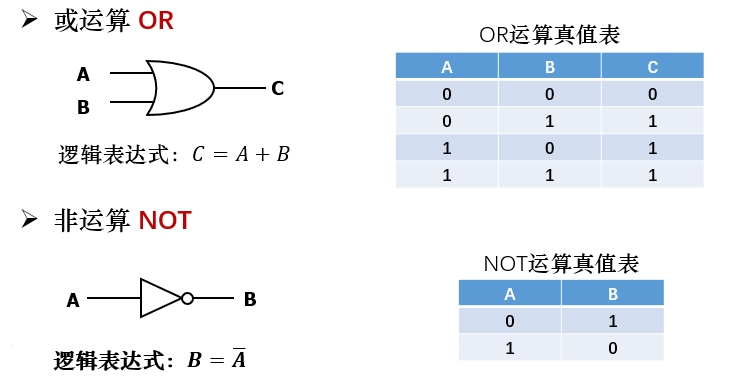 ➢ 或运算 OR
A
B
C
逻辑表达式：C = A + B
OR运算真值表
A B C
0 0 0
0 1 1
1 0 1
1 1 1
➢ 非运算 NOT
A B
逻辑表达式：B = A̅
NOT运算真值表
A B
0 1
1 0